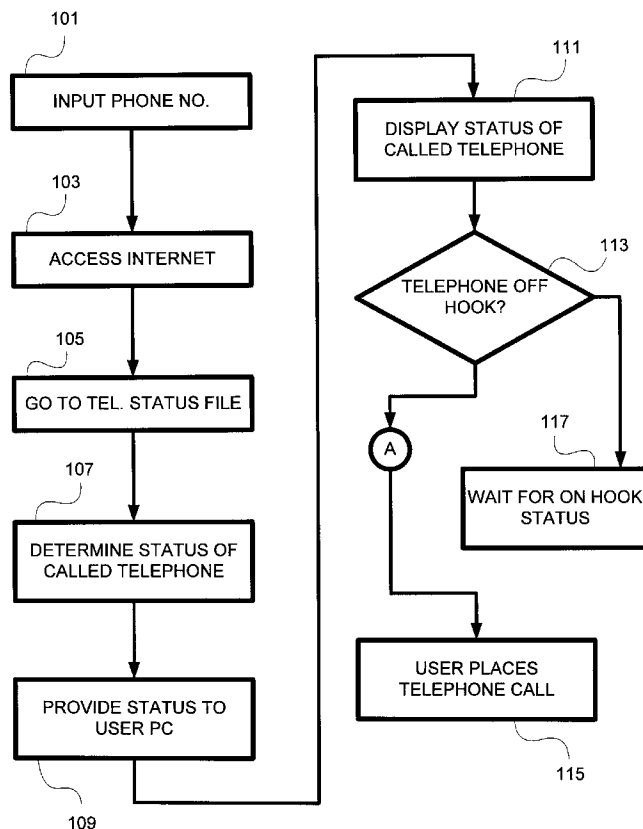 101
INPUT PHONE NO.
103
ACCESS INTERNET
105
GO TO TEL. STATUS FILE
107
DETERMINE STATUS OF
CALLED TELEPHONE
PROVIDE STATUS TO
USER PC
109
111
DISPLAY STATUS OF
CALLED TELEPHONE
113
TELEPHONE OFF
HOOK?
A
117
WAIT FOR ON HOOK
STATUS
USER PLACES
TELEPHONE CALL
115